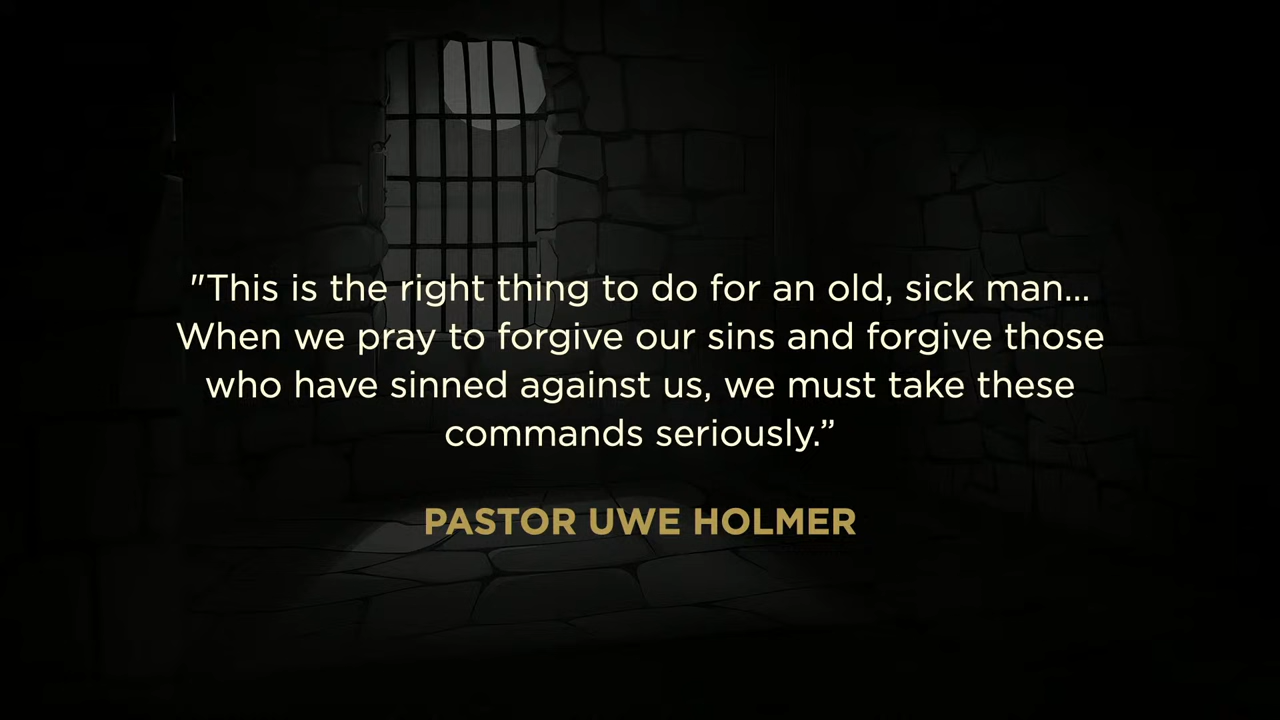 "This is the right thing to do for an old, sick man...
When we pray to forgive our sins and forgive those
who have sinned against us, we must take these
commands seriously.”
PASTOR UWE HOLMER